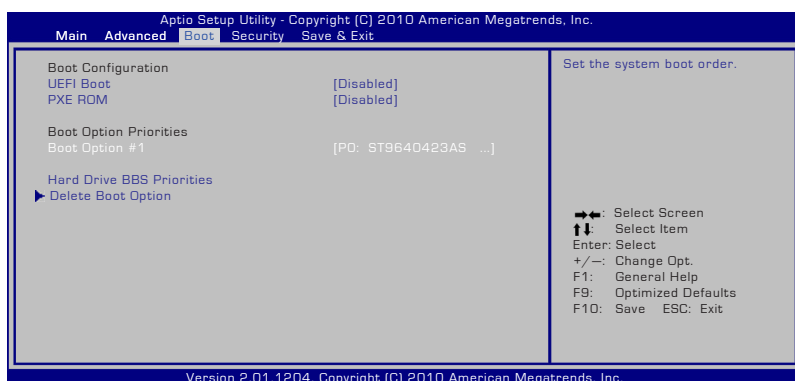 Aptio Setup Utility - Copyright (C) 2010 American Megatrends, Inc.
Main Advanced Boot Security Save & Exit
Boot Configuration
UEFI Boot [Disabled]
PXE ROM [Disabled]
Boot Option Priorities
Boot Option #1 [P0: ST9640423AS ...]
Hard Drive BBS Priorities
Delete Boot Option
Set the system boot order.
→←: Select Screen
↑↓: Select Item
Enter: Select
+/—: Change Opt.
F1: General Help
F9: Optimized Defaults
F10: Save ESC: Exit
Version 2.01.1204. Copyright (C) 2010 American Megatrends, Inc.